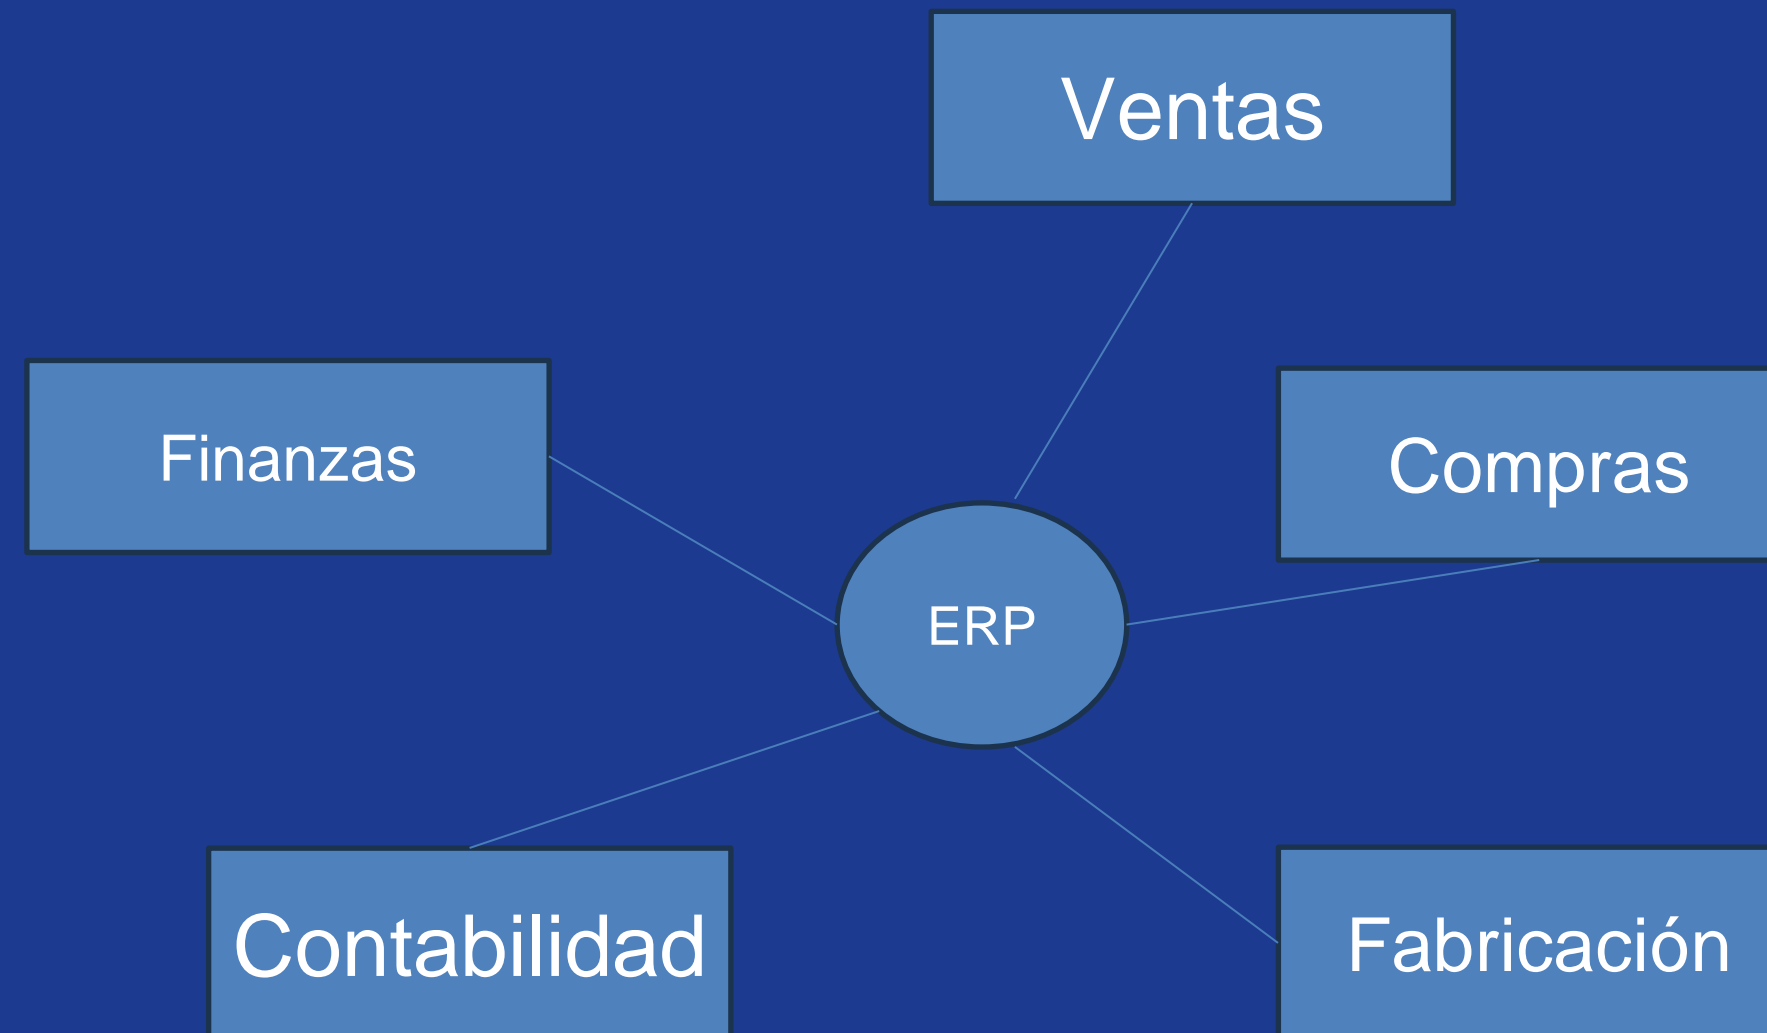 Ventas
Finanzas
Compras
ERP
Contabilidad
Fabricación